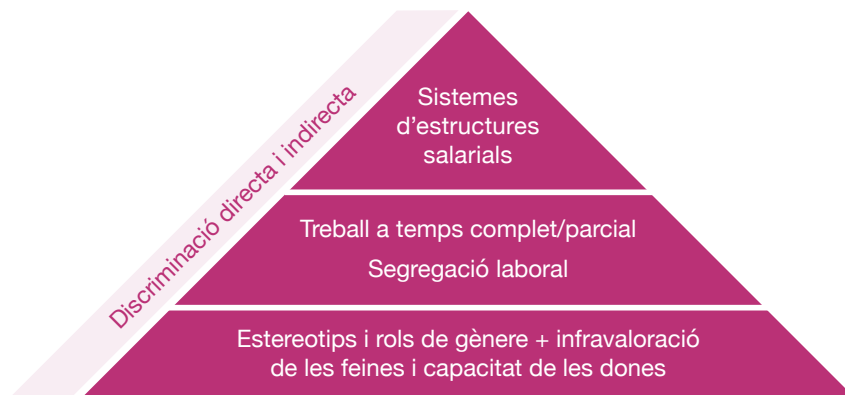 Discriminació directa i indirecta
Sistemes
d’estructures
salarials
Treball a temps complet/parcial
Segregació laboral
Estereotips i rols de gènere + infravaloració
de les feines i capacitat de les dones